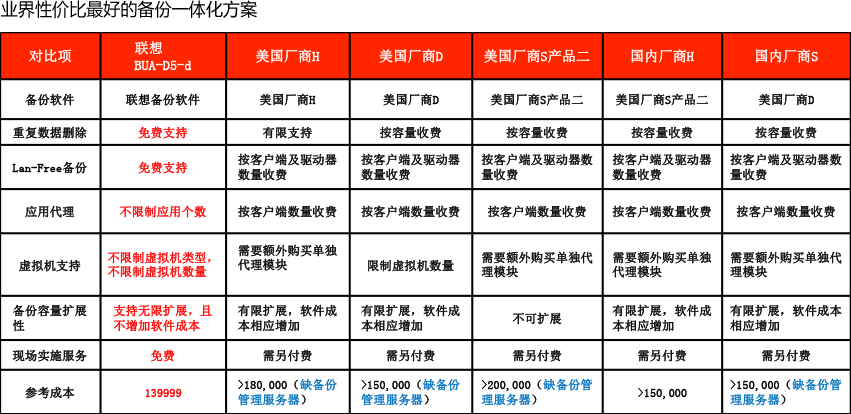 业界性价比最好的备份一体化方案
对比项
联想
BUA-D5-d
美国厂商H
美国厂商D
美国厂商S产品二
国内厂商H
国内厂商S
备份软件
联想备份软件
美国厂商H
美国厂商D
美国厂商S产品二
美国厂商S产品二
美国厂商D
重复数据删除
免费支持
有限支持
按容量收费
按容量收费
按容量收费
按容量收费
Lan-Free备份
免费支持
按客户端及驱动器
数量收费
按客户端及驱动器
数量收费
按客户端及驱动器数
量收费
按客户端及驱动器
数量收费
按客户端及驱动器数
量收费
应用代理
不限制应用个数
按客户端数量收费
按客户端数量收费
按客户端数量收费
按客户端数量收费
按客户端数量收费
虚拟机支持
不限制虚拟机类型，
不限制虚拟机数量
需要额外购买单独
代理模块
限制虚拟机数量
需要额外购买单独代
理模块
需要额外购买单独
代理模块
需要额外购买单独代
理模块
备份容量扩展
性
支持无限扩展，且
不增加软件成本
有限扩展，软件成
本相应增加
有限扩展，软件成
本相应增加
不可扩展
有限扩展，软件成
本相应增加
有限扩展，软件成本
相应增加
现场实施服务
免费
需另付费
需另付费
需另付费
需另付费
需另付费
参考成本
139999
>180,000（缺备份
管理服务器）
>150,000（缺备份
管理服务器）
>200,000（缺备份管
理服务器）
>150,000
>150,000（缺备份管
理服务器）